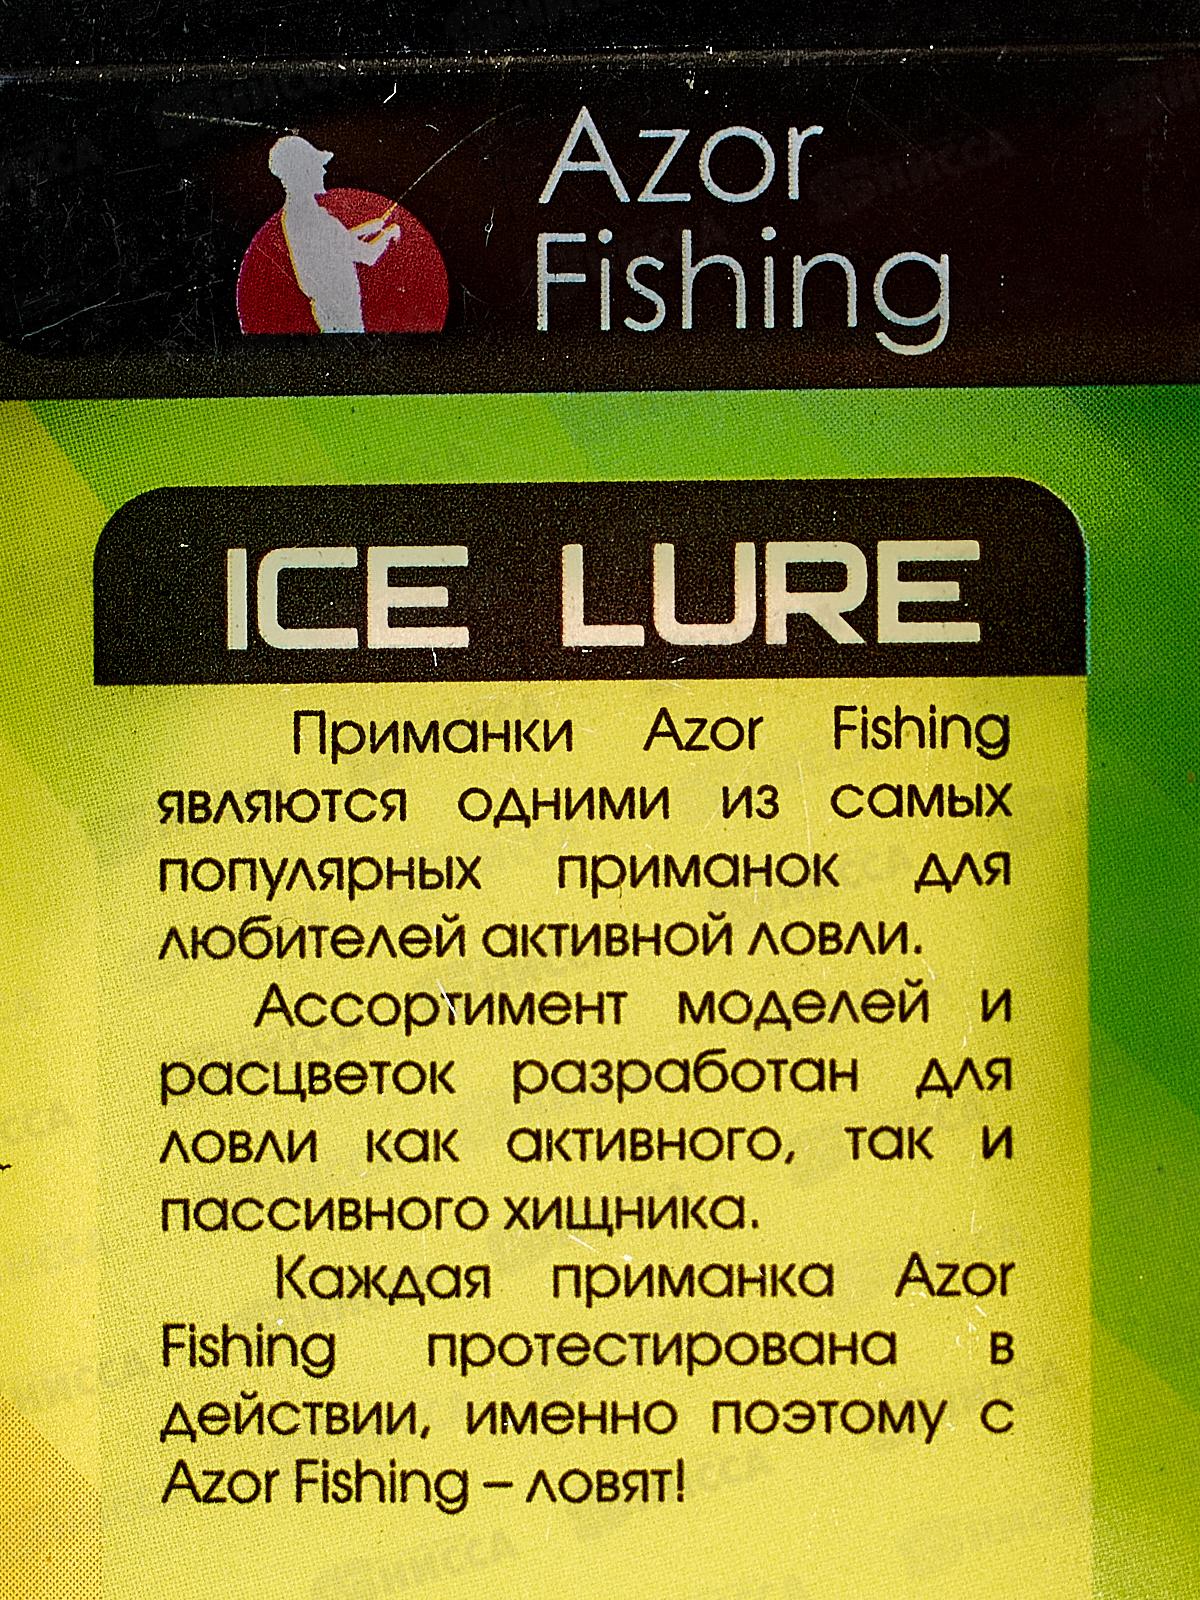 Azor
Fishing
ICE LURE
Приманки Azor Fishing
являются одними из самых
популярных приманок для
любителей активной ловли.
Ассортимент моделей и
расцветок разработан для
ловли как активного, так и
пассивного хищника.
Каждая приманка Azor
Fishing протестирована в
действии, именно поэтому с
Azor Fishing – ловят!